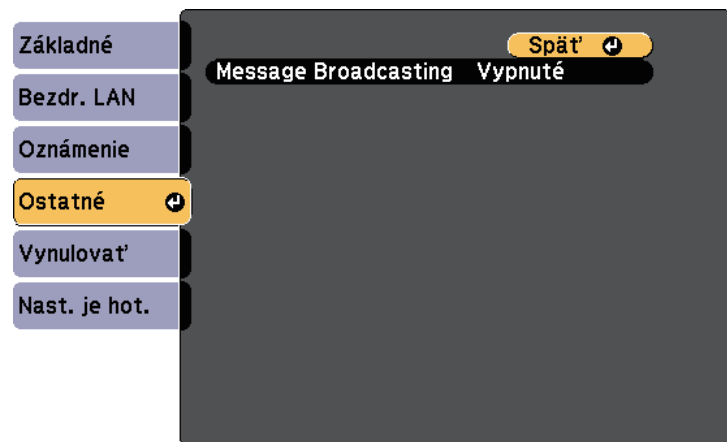 Základné
Bezdr. LAN
Oznámenie
Ostatné
Vynulovať
Nast. je hot.
Späť
Message Broadcasting Vypnuté